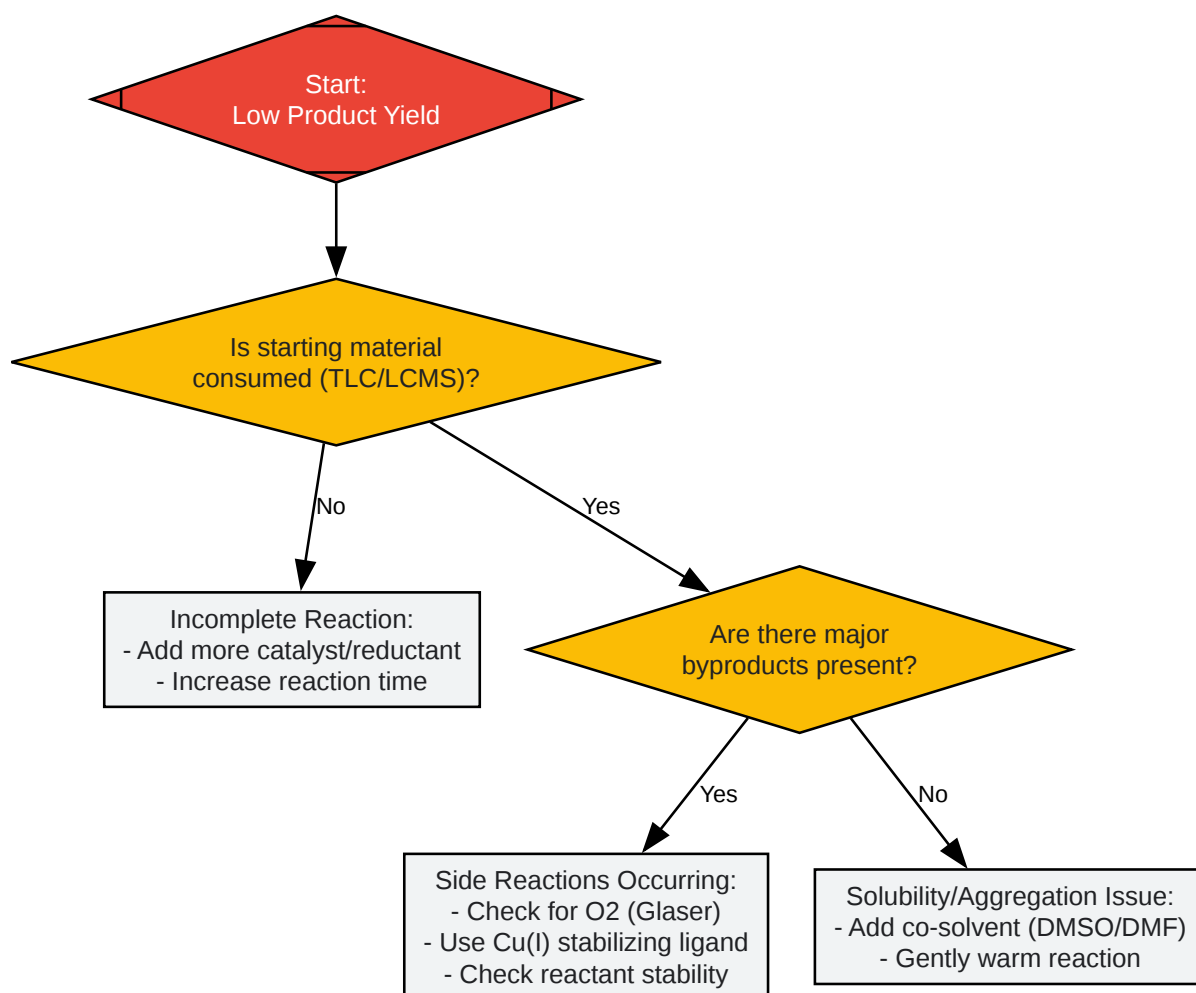 Start:
Low Product Yield
Is starting material
consumed (TLC/LCMS)?
No
Yes
Incomplete Reaction:
- Add more catalyst/reductant
- Increase reaction time
Are there major
byproducts present?
Yes
No
Side Reactions Occurring:
- Check for O2 (Glaser)
- Use Cu(I) stabilizing ligand
- Check reactant stability
Solubility/Aggregation Issue:
- Add co-solvent (DMSO/DMF)
- Gently warm reaction